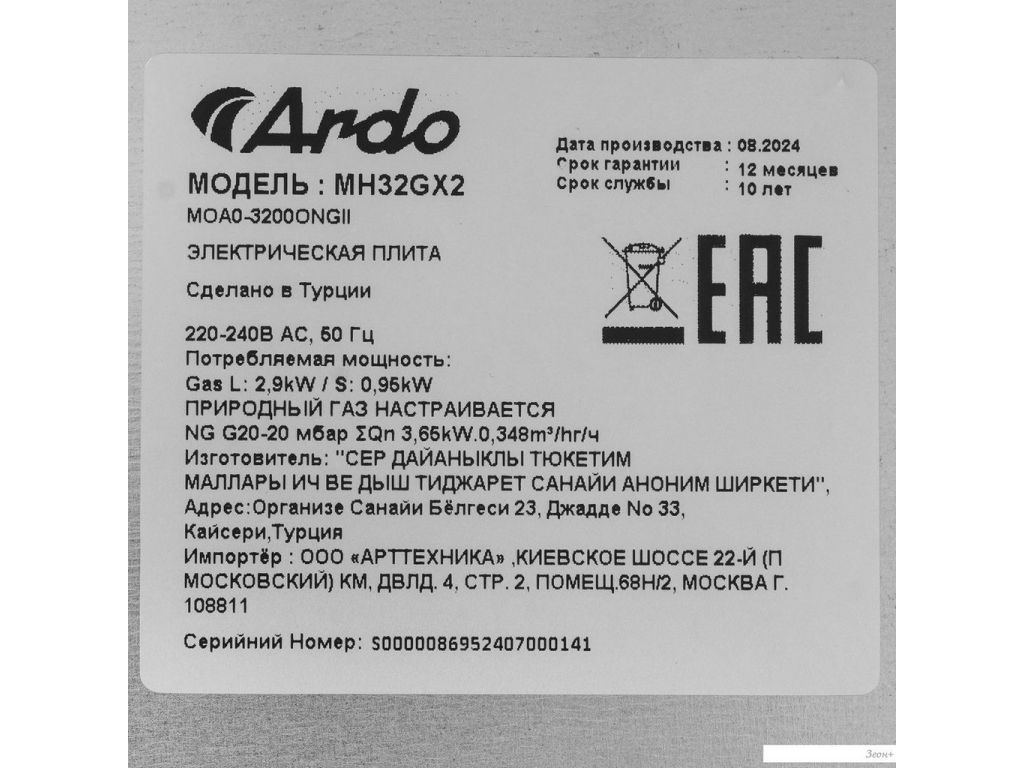 Ardo
МОДЕЛЬ : MH32GX2
MOA0-3200ONGII
ЭЛЕКТРИЧЕСКАЯ ПЛИТА
Сделано в Турции
Дата производства : 08.2024
Срок гарантии : 12 месяцев
Срок службы : 10 лет
EAC
220-240В AC, 50 Гц
Потребляемая мощность:
Gas L: 2,9kW / S: 0,95kW
ПРИРОДНЫЙ ГАЗ НАСТРАИВАЕТСЯ
NG G20-20 мбар ΣQn 3,65kW.0,348m³/hr/ч
Изготовитель: "СЕР ДАЙАНЫКЛЫ ТЮКЕТИМ
МАЛЛАРЫ ИЧ ВЕ ДЫШ ТИДЖАРЕТ САНАЙИ АНОНИМ ШИРКЕТИ",
Адрес:Организе Санайи Бёлгеси 23, Джадде No 33,
Кайсери,Турция
Импортёр : ООО «АРТТЕХНИКА» ,КИЕВСКОЕ ШОССЕ 22-Й (П
МОСКОВСКИЙ) КМ, ДВЛД. 4, СТР. 2, ПОМЕЩ.68Н/2, МОСКВА Г.
108811
Серийний Номер: S0000086952407000141
Зеон+